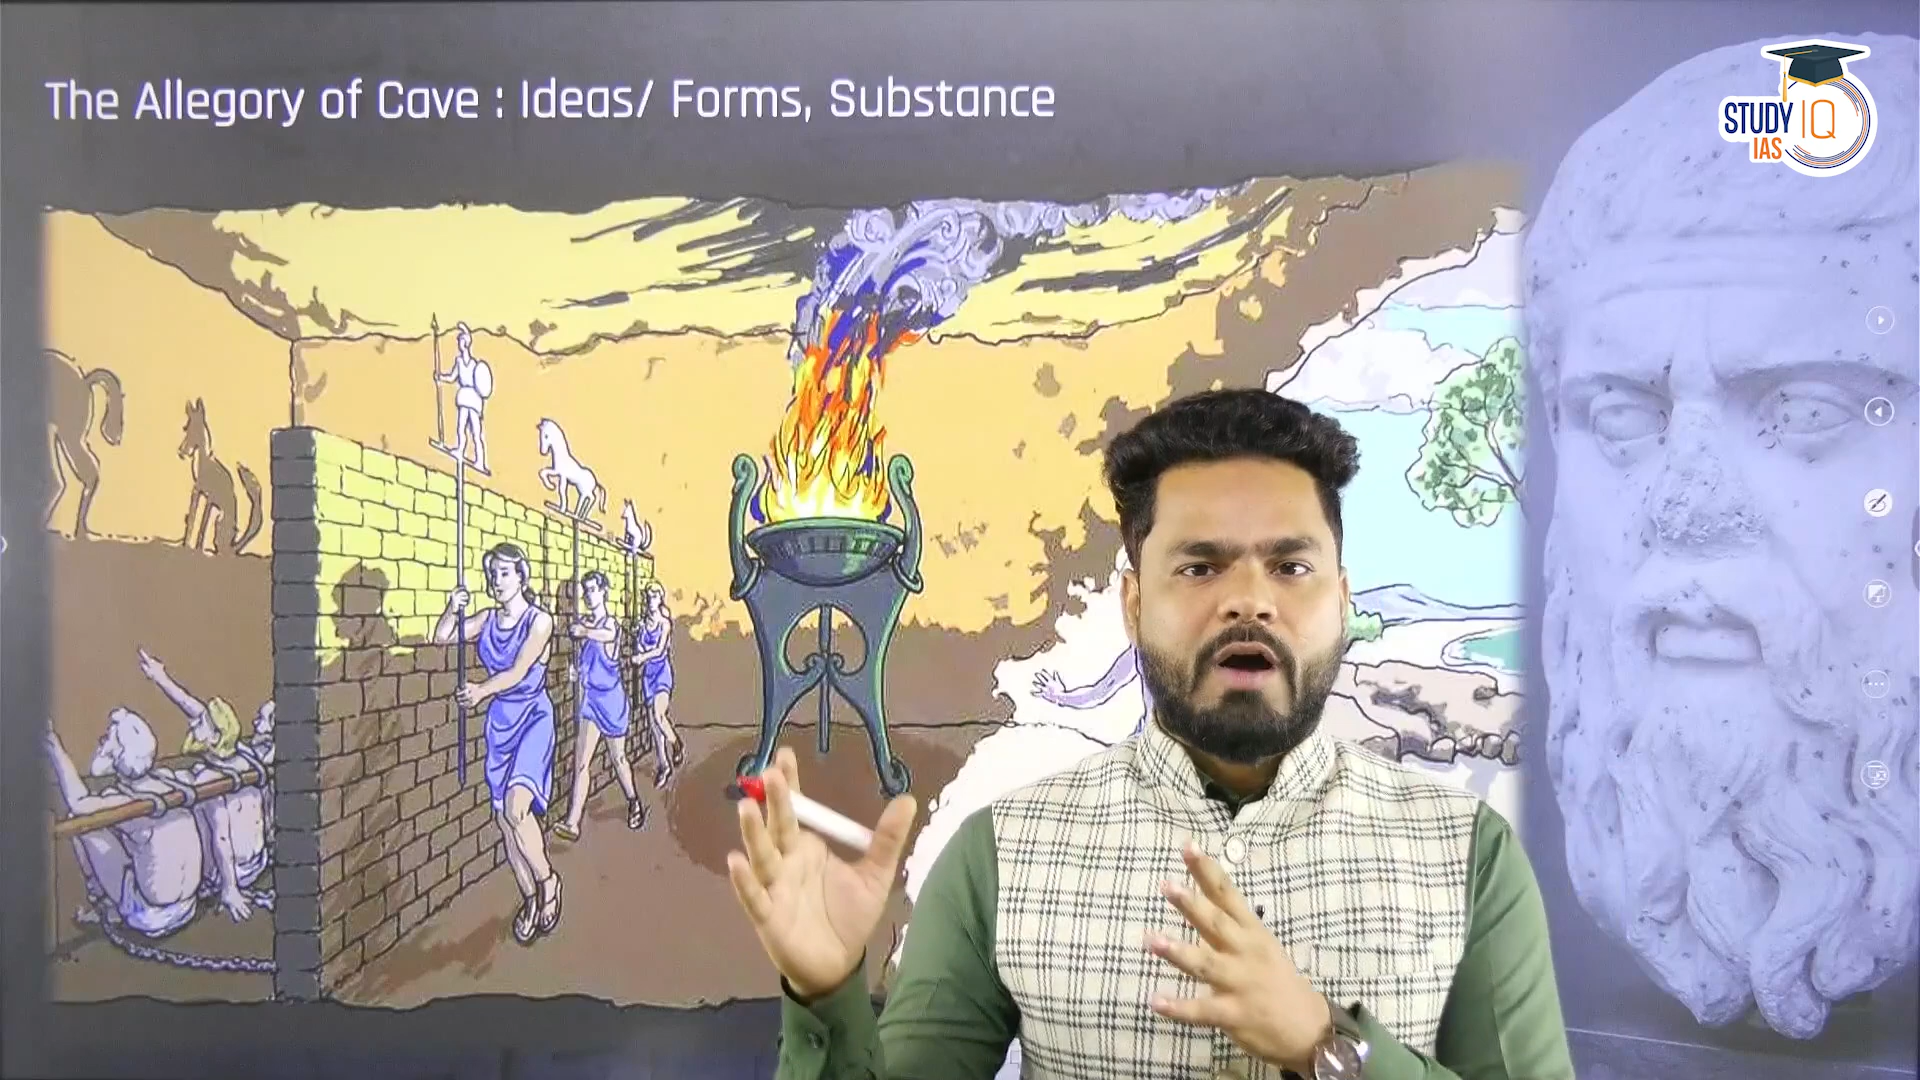 The Allegory of Cave : Ideas/ Forms, Substance
STUDY IQ
IAS